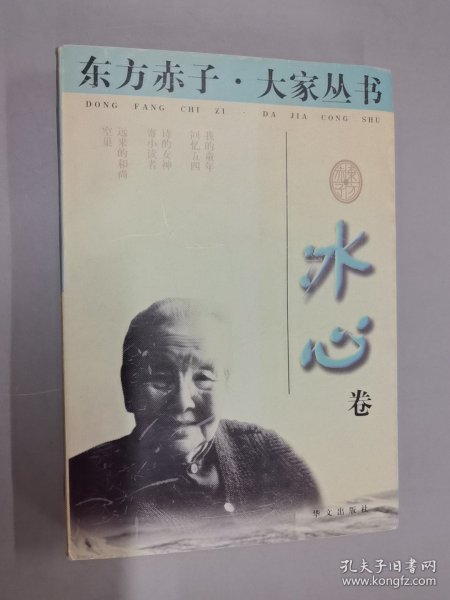 东方赤子·大家丛书
DONG FANG CHI ZI · DA JIA CONG SHU
我的童年
回忆五四
诗的女神
寄小读者
远来的和尚
空巢
冰心
卷
华文出版社
孔夫子旧书网
www.kongfz.com